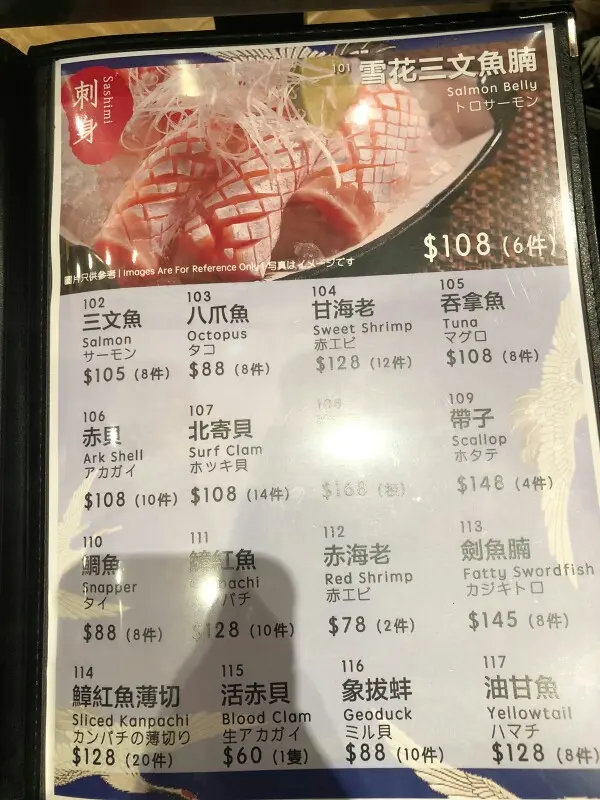 Sashimi
刺身
101 雪花三文魚腩
Salmon Belly
トロサーモン
$108 (6件)
圖片只供參考 | Images Are For Reference Only | 写真はイメージです
102
三文魚
Salmon
サーモン
$105 (8件)
103
八爪魚
Octopus
タコ
$88 (8件)
104
甘海老
Sweet Shrimp
赤エビ
$128 (12件)
105
吞拿魚
Tuna
マグロ
$108 (8件)
106
赤貝
Ark Shell
アカガイ
$108 (10件)
107
北寄貝
Surf Clam
ホッキ貝
$108 (14件)
108
$168
109
帶子
Scallop
ホタテ
$148 (4件)
110
鯛魚
Snapper
タイ
$88 (8件)
111
鱆紅魚
パチ
$128 (10件)
112
赤海老
Red Shrimp
赤エビ
$78 (2件)
113
劍魚腩
Fatty Swordfish
カジキトロ
$145 (8件)
114
鱆紅魚薄切
Sliced Kanpachi
カンパチの薄切り
$128 (20件)
115
活赤貝
Blood Clam
生アカガイ
$60 (1隻)
116
象拔蚌
Geoduck
ミル貝
$88 (10件)
117
油甘魚
Yellowtail
ハマチ
$128 (8件)